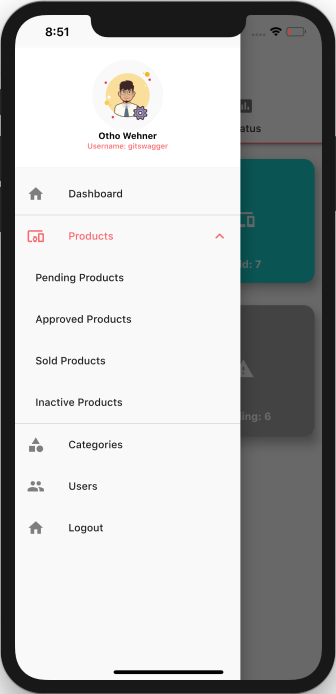 8:51
Otho Wehner
Username: gitswagger
atus
Dashboard
Products
ld: 7
Pending Products
Approved Products
Sold Products
Inactive Products
ing: 6
Categories
Users
Logout